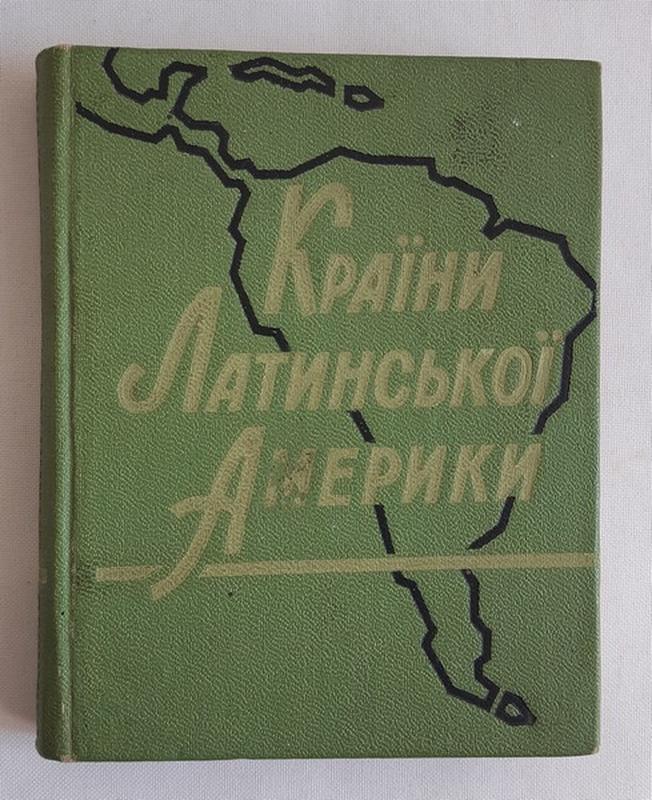 Країни
Латинської
Америки